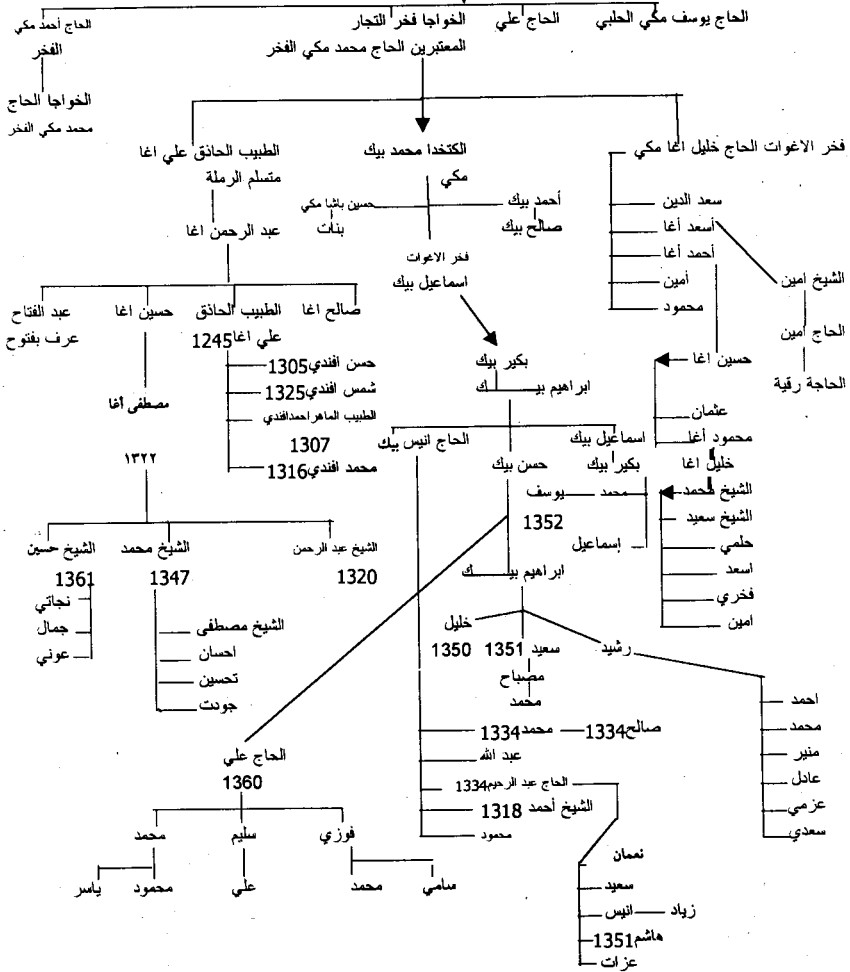 الحاج يوسف مكي الحلبي
الحاج علي
الخواجا فخر التجار
المعتبرين الحاج محمد مكي الفخر
الحاج أحمد مكي
الفخر
الخواجا الحاج
محمد مكي الفخر
فخر الاغوات الحاج خليل اغا مكي
الكتخدا محمد بيك
مكي
الطبيب الحاذق علي اغا
متسلم الرملة
سعد الدين
أسعد أغا
أحمد أغا
أمين
محمود
الشيخ امين
الحاج امين
الحاجة رقية
أحمد بيك
صالح بيك
حسين باشا مكي
بنات
عبد الرحمن اغا
فخر الاغوات
اسماعيل بيك
صالح اغا
الطبيب الحاذق
علي اغا 1245
حسين اغا
عبد الفتاح
عرف بفتوح
حسين اغا
بكير بيك
ابراهيم بيــــــك
حسن افندي 1305
شمس افندي 1325
الطبيب الماهر احمد افندي
1307
محمد افندي 1316
مصطفى أغا
١٣٢٢
عثمان
محمود أغا
خليل اغا
اسماعيل بيك
بكير بيك
الحاج انيس بيك
حسن بيك
الشيخ محمد
الشيخ سعيد
حلمي
اسعد
فخري
امين
محمد
يوسف
1352
إسماعيل
الشيخ عبد الرحمن
1320
الشيخ محمد
1347
الشيخ حسين
1361
ابراهيم بيــــــك
نجاتي
جمال
عوني
الشيخ مصطفى
احسان
تحسين
جودت
رشيد
سعيد 1351
خليل
1350
مصباح
محمد
احمد
محمد
منير
عادل
عزمي
سعدي
صالح 1334
محمد 1334
عبد الله
الحاج عبد الرحيم 1334
الشيخ أحمد 1318
محمود
الحاج علي
1360
فوزي
سليم
محمد
سامي
محمد
علي
محمود
ياسر
نعمان
سعيد
انيس
زياد
هاشم 1351
عزات